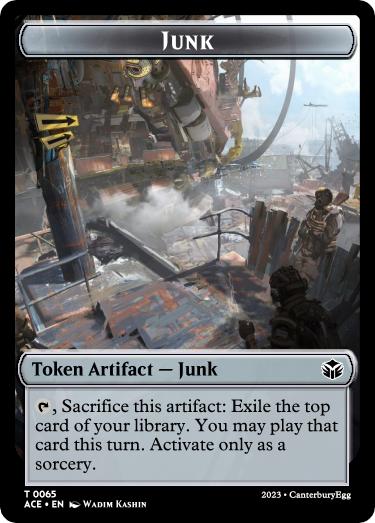 Junk
Token Artifact — Junk
, Sacrifice this artifact: Exile the top
card of your library. You may play
that card this turn. Activate only as a
sorcery.
T 0065
ACE • EN Wadim Kashin
2023 • CanterburyEgg